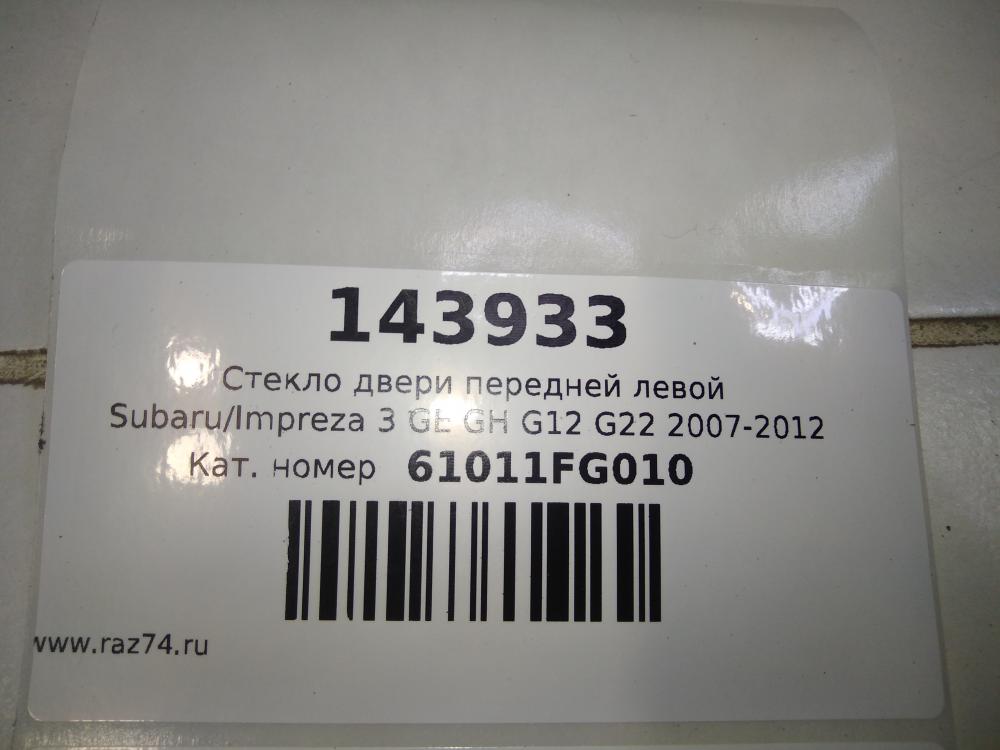 143933
Стекло двери передней левой
Subaru/Impreza 3 GE GH G12 G22 2007-2012
Кат. номер 61011FG010
www.raz74.ru